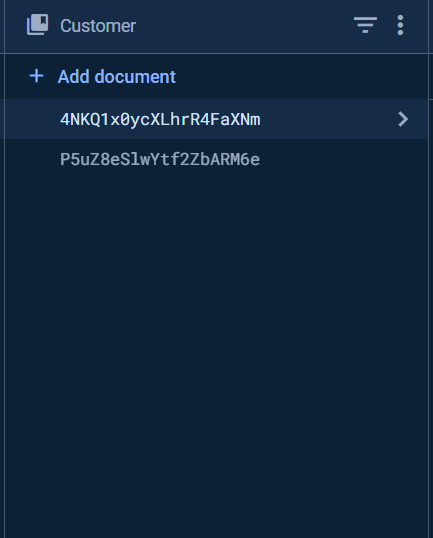 Customer
+ Add document
4NKQ1x0ycXLhrR4FaXNm
P5uZ8eSlwYtf2ZbARM6e